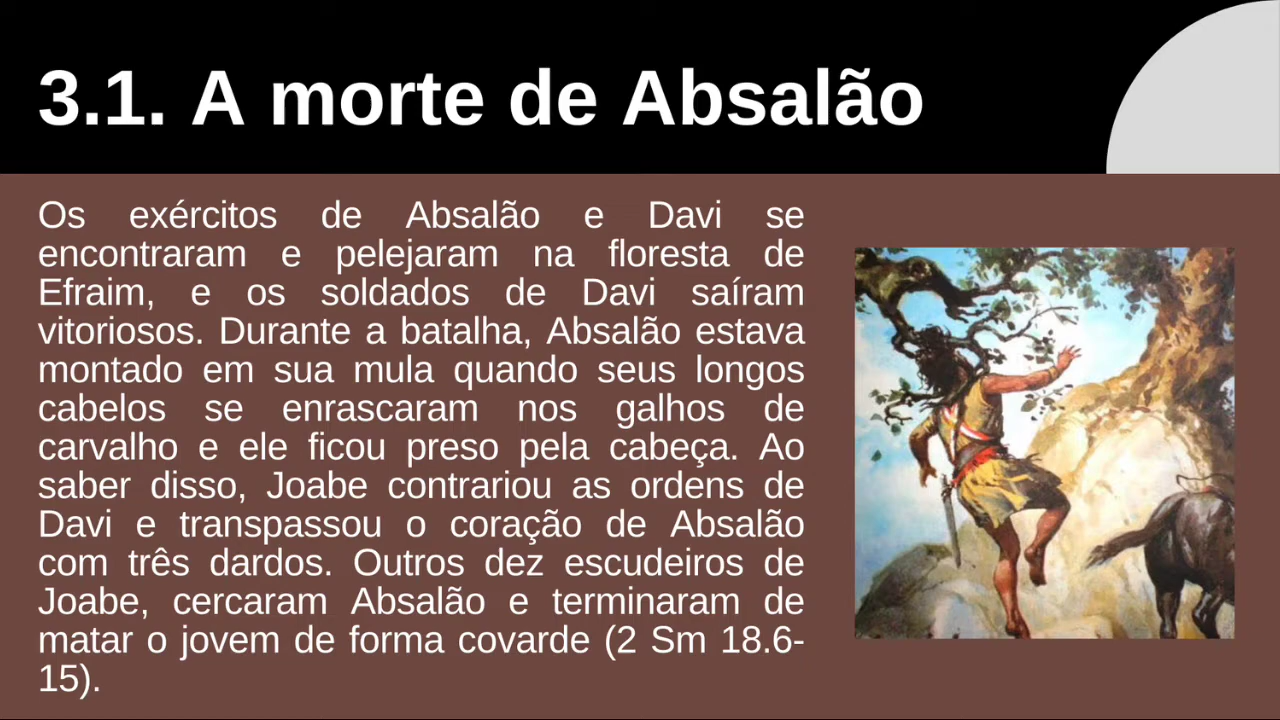 3.1. A morte de Absalão
Os exércitos de Absalão e Davi se
encontraram e pelejaram na floresta de
Efraim, e os soldados de Davi saíram
vitoriosos. Durante a batalha, Absalão estava
montado em sua mula quando seus longos
cabelos se enrascaram nos galhos de
carvalho e ele ficou preso pela cabeça. Ao
saber disso, Joabe contrariou as ordens de
Davi e transpassou o coração de Absalão
com três dardos. Outros dez escudeiros de
Joabe, cercaram Absalão e terminaram de
matar o jovem de forma covarde (2 Sm 18.6-
15).